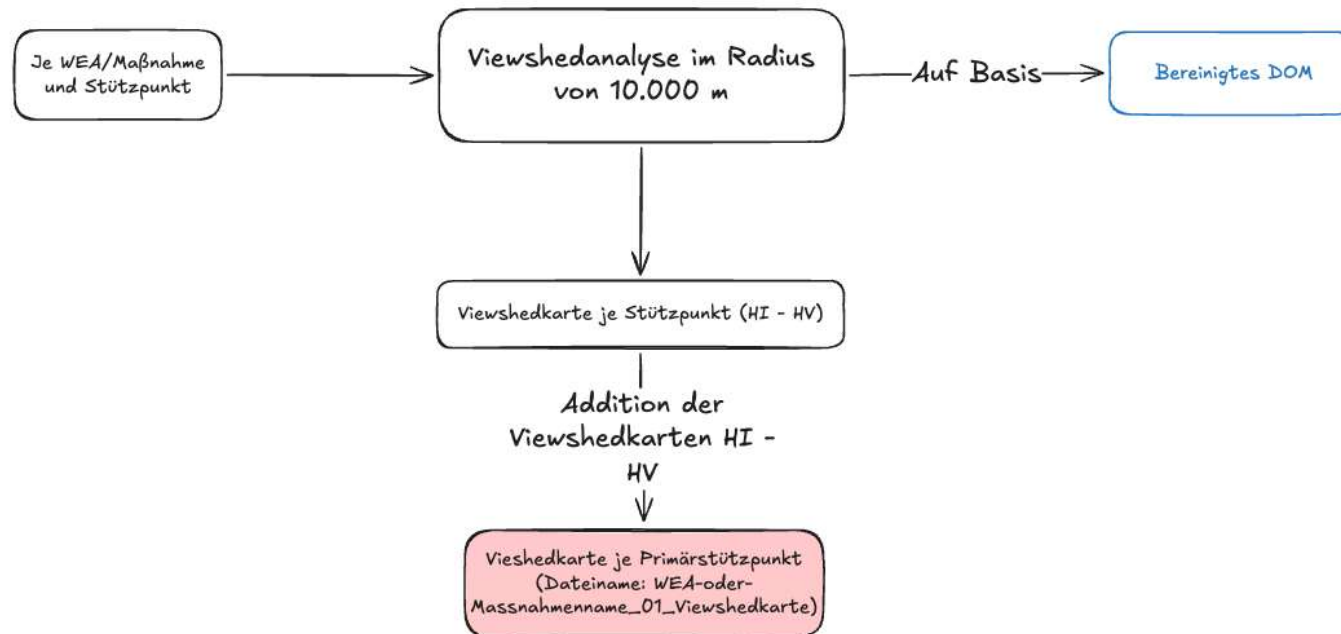 Je WEA/Maßnahme
und Stützpunkt
Viewshedanalyse im Radius
von 10.000 m
Auf Basis
Bereinigtes DOM
Viewshedkarte je Stützpunkt (HI - HV)
Addition der
Viewshedkarten HI -
HV
Vieshedkarte je Primärstützpunkt
(Dateiname: WEA-oder-
Massnahmenname_01_Viewshedkarte)